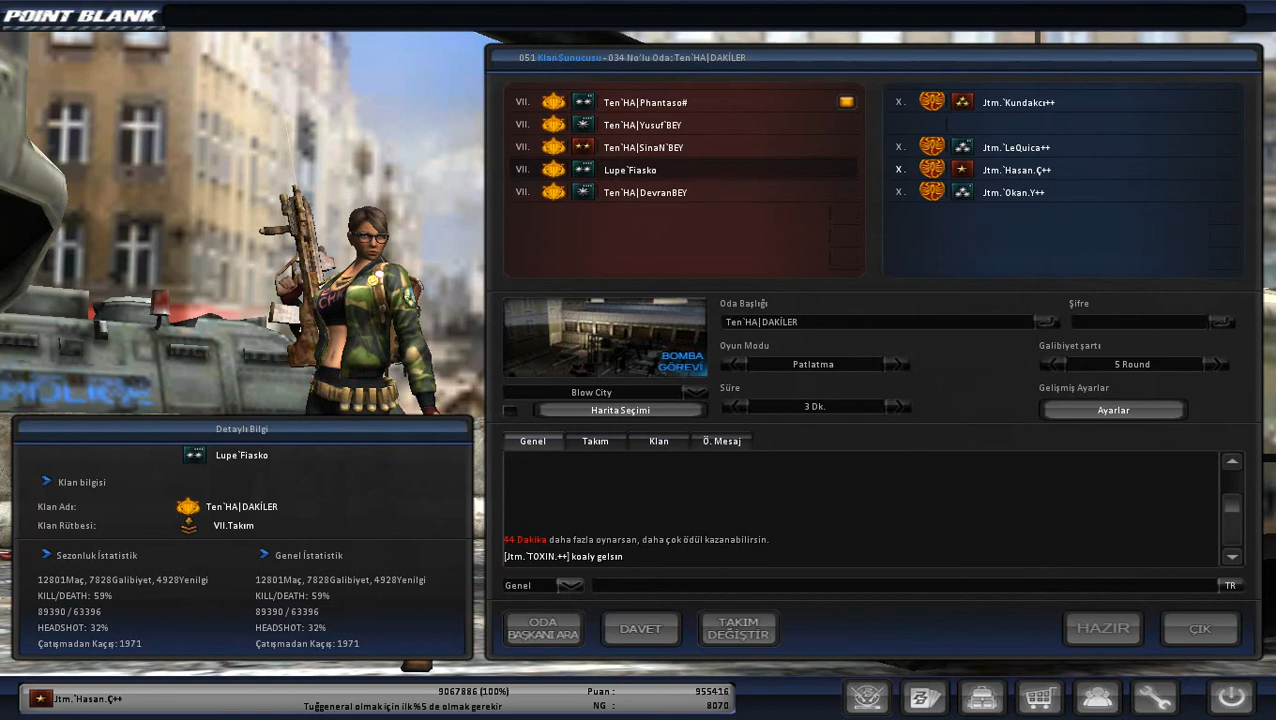 POINT BLANK
051 Klan Sunucusu - 034 No'lu Oda: Ten`HA|DAKİLER
VII. Ten`HA|Phantaso#
VII. Ten`HA|Yusuf`BEY
VII. Ten`HA|SinaN`BEY
VII. Lupe`Fiasko
VII. Ten`HA|DevranBEY
X. Jtm.`Kundakcı++
X. Jtm.`LeQuica++
X. Jtm.`Hasan.Ç++
X. Jtm.`Okan.Y++
BOMBA
GÖREVİ
Blow City
Harita Seçimi
Oda Başlığı
Ten`HA|DAKİLER
Şifre
Oyun Modu
Patlatma
Galibiyet şartı
5 Round
Süre
3 Dk.
Gelişmiş Ayarlar
Ayarlar
Genel Takım Klan Ö. Mesaj
44 Dakika daha fazla oynarsan, daha çok ödül kazanabilirsin.
[Jtm.`TOXIN.++] koaly gelsın
Genel TR
ODA
BAŞKANI ARA
DAVET
TAKIM
DEĞİŞTİR
HAZIR
ÇIK
Detaylı Bilgi
Lupe`Fiasko
Klan bilgisi
Klan Adı: Ten`HA|DAKİLER
Klan Rütbesi: VII.Takım
Sezonluk İstatistik
12801Maç, 7828Galibiyet, 4928Yenilgi
KILL/DEATH: 59%
89390 / 63396
HEADSHOT: 32%
Çatışmadan Kaçış: 1971
Genel İstatistik
12801Maç, 7828Galibiyet, 4928Yenilgi
KILL/DEATH: 59%
89390 / 63396
HEADSHOT: 32%
Çatışmadan Kaçış: 1971
Jtm.`Hasan.Ç++
9067886 (100%)
Tuğgeneral olmak için ilk %5 de olmak gerekir
Puan : 955416
NG : 8070